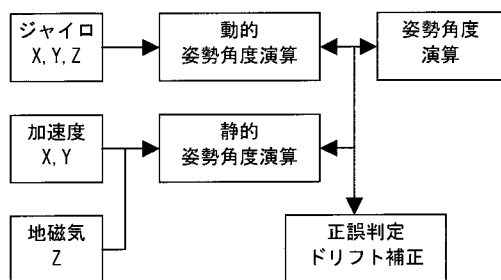 ジャイロ
X, Y, Z
動的
姿勢角度演算
姿勢角度
演算
加速度
X, Y
静的
姿勢角度演算
地磁気
Z
正誤判定
ドリフト補正